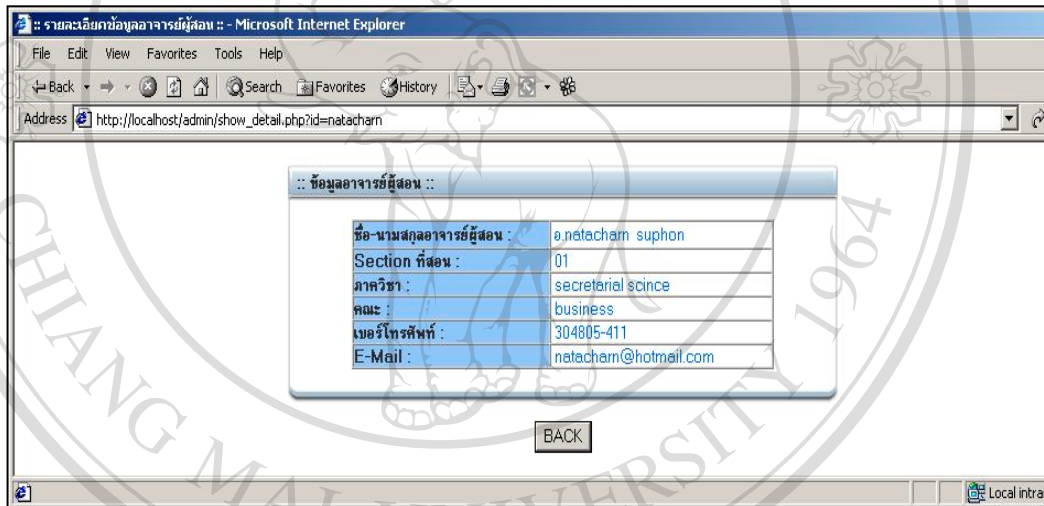 :: รายละเอียดข้อมูลอาจารย์ผู้สอน :: - Microsoft Internet Explorer
File Edit View Favorites Tools Help
Back Search Favorites History
Address http://localhost/admin/show_detail.php?id=natacharn
:: ข้อมูลอาจารย์ผู้สอน ::
ชื่อ-นามสกุลอาจารย์ผู้สอน : อ.natacharn suphon
Section ที่สอน : 01
ภาควิชา : secretarial scince
คณะ : business
เบอร์โทรศัพท์ : 304805-411
E-Mail : natacharn@hotmail.com
BACK
Local intra
CHIANG MAI UNIVERSITY 1964